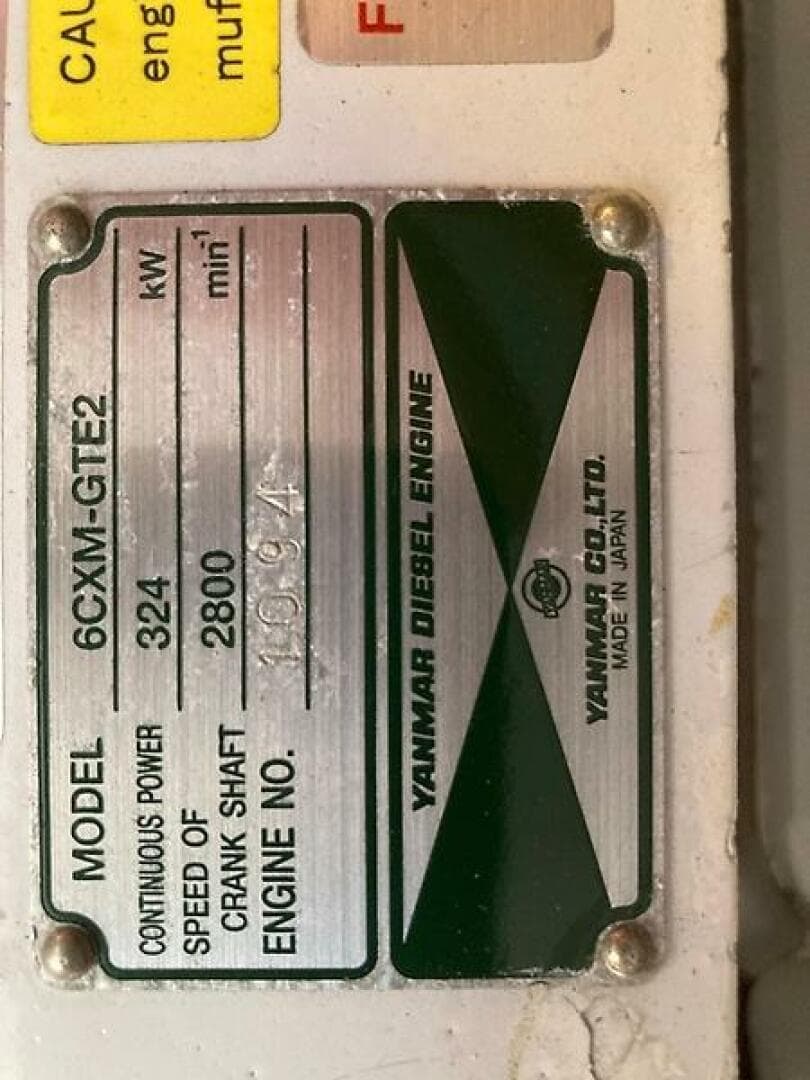 CAU
eng
muf
F
MODEL 6CXM-GTE2
CONTINUOUS POWER 324 kW
SPEED OF
CRANK SHAFT 2800 min-1
ENGINE NO. 1094
YANMAR DIESEL ENGINE
YANMAR CO.,LTD.
MADE IN JAPAN